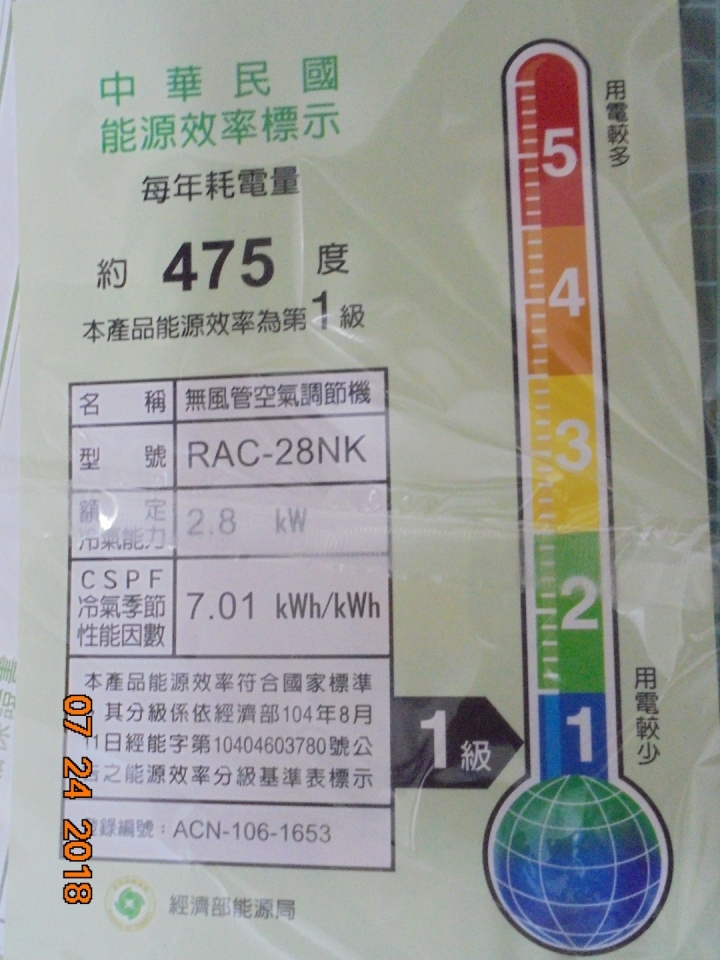 中華民國
能源效率標示
每年耗電量
約 475 度
本產品能源效率為第1級
名稱 無風管空氣調節機
型號 RAC-28NK
額定
冷氣能力 2.8 kW
CSPF
冷氣季節
性能因數 7.01 kWh/kWh
本產品能源效率符合國家標準
其分級係依經濟部104年8月
11日經能字第10404603780號公
告之能源效率分級基準表標示
登錄編號：ACN-106-1653
經濟部能源局
用電較多
5
4
3
2
1
用電較少
1級
07 24 2018